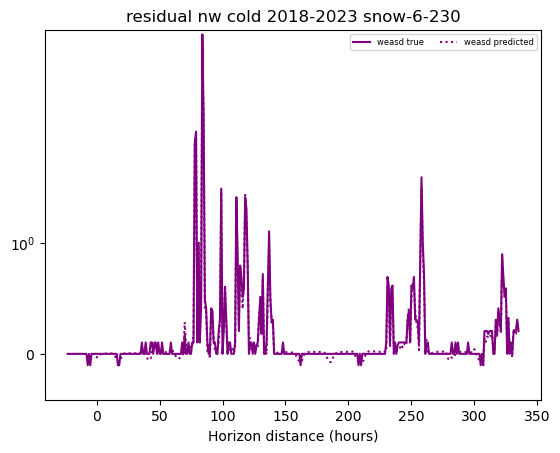 residual nw cold 2018-2023 snow-6-230
weasd true
weasd predicted
10⁰
0
0 50 100 150 200 250 300 350
Horizon distance (hours)